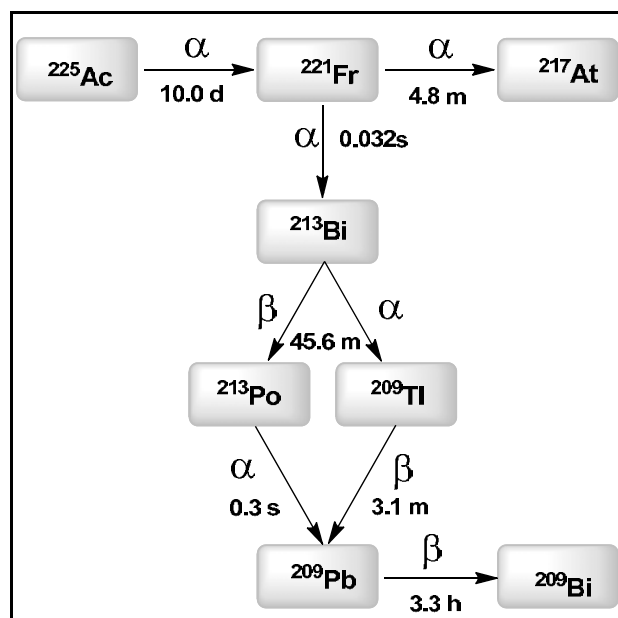 α α
²²⁵Ac ²²¹Fr ²¹⁷At
10.0 d 4.8 m
α 0.032s
²¹³Bi
β α
45.6 m
²¹³Po ²⁰⁹Tl
α β
0.3 s 3.1 m
β
²⁰⁹Pb ²⁰⁹Bi
3.3 h